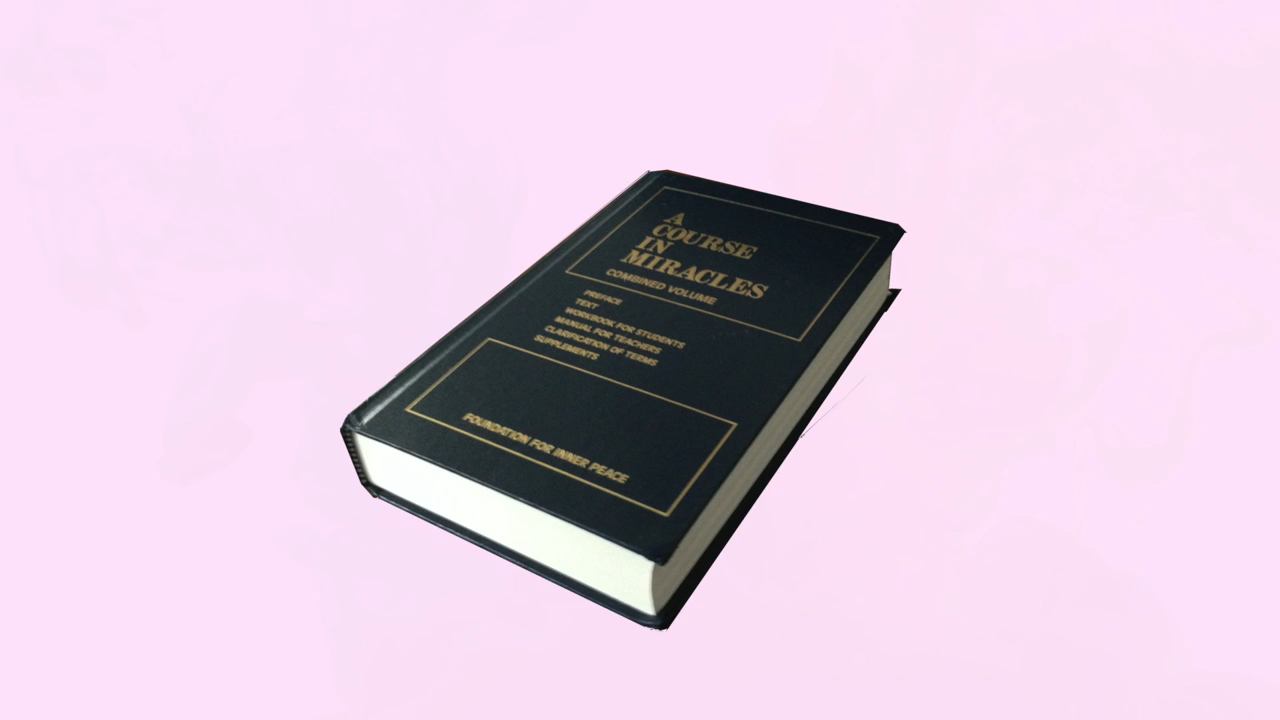 A
COURSE
IN
MIRACLES
COMBINED VOLUME
PREFACE
TEXT
WORKBOOK FOR STUDENTS
MANUAL FOR TEACHERS
CLARIFICATION OF TERMS
SUPPLEMENTS
FOUNDATION FOR INNER PEACE